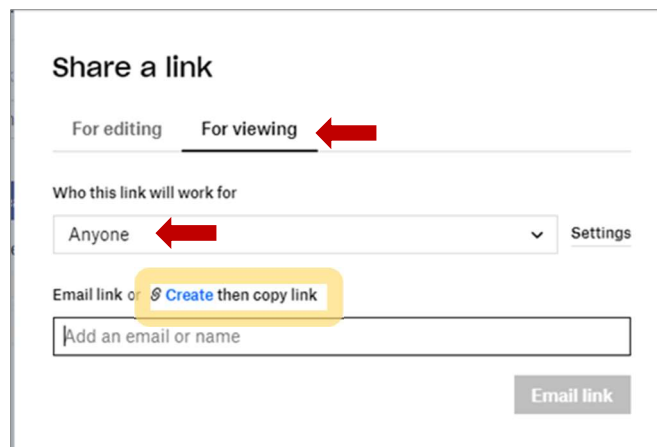 Share a link
For editing For viewing
Who this link will work for
Anyone Settings
Email link or Create then copy link
Add an email or name
Email link